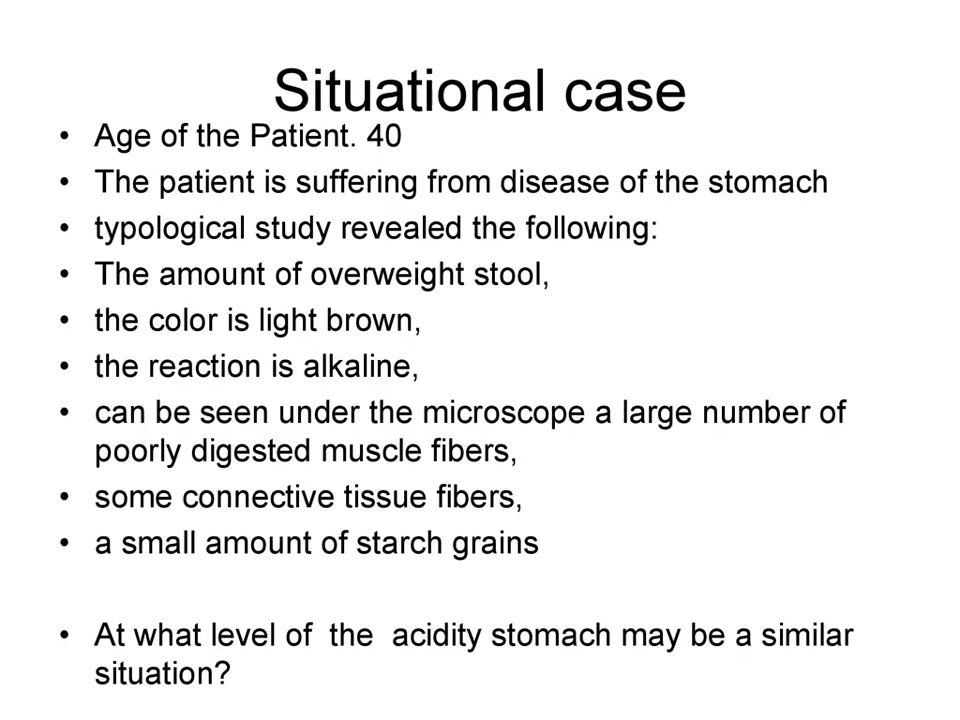 Situational case
• Age of the Patient. 40
• The patient is suffering from disease of the stomach
• typological study revealed the following:
• The amount of overweight stool,
• the color is light brown,
• the reaction is alkaline,
• can be seen under the microscope a large number of
poorly digested muscle fibers,
• some connective tissue fibers,
• a small amount of starch grains
• At what level of the acidity stomach may be a similar
situation?